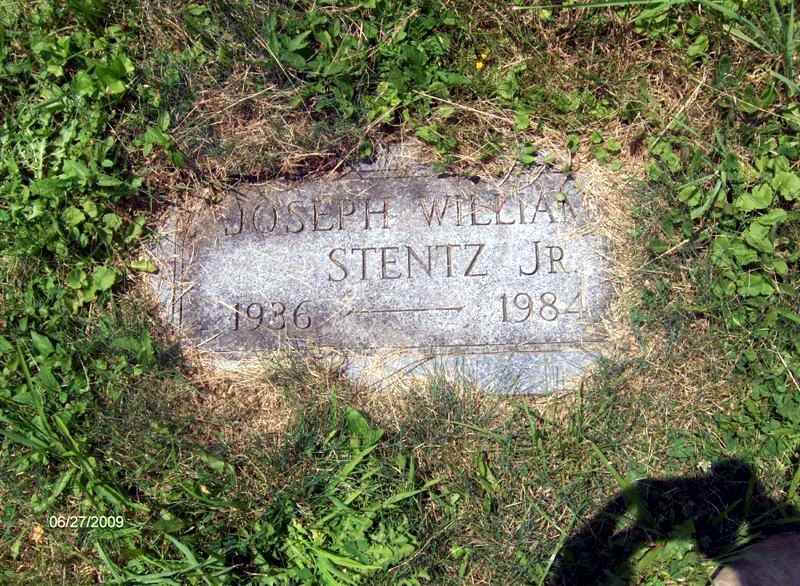 JOSEPH WILLIAM
STENTZ JR.
1936 — 1984
06/27/2009